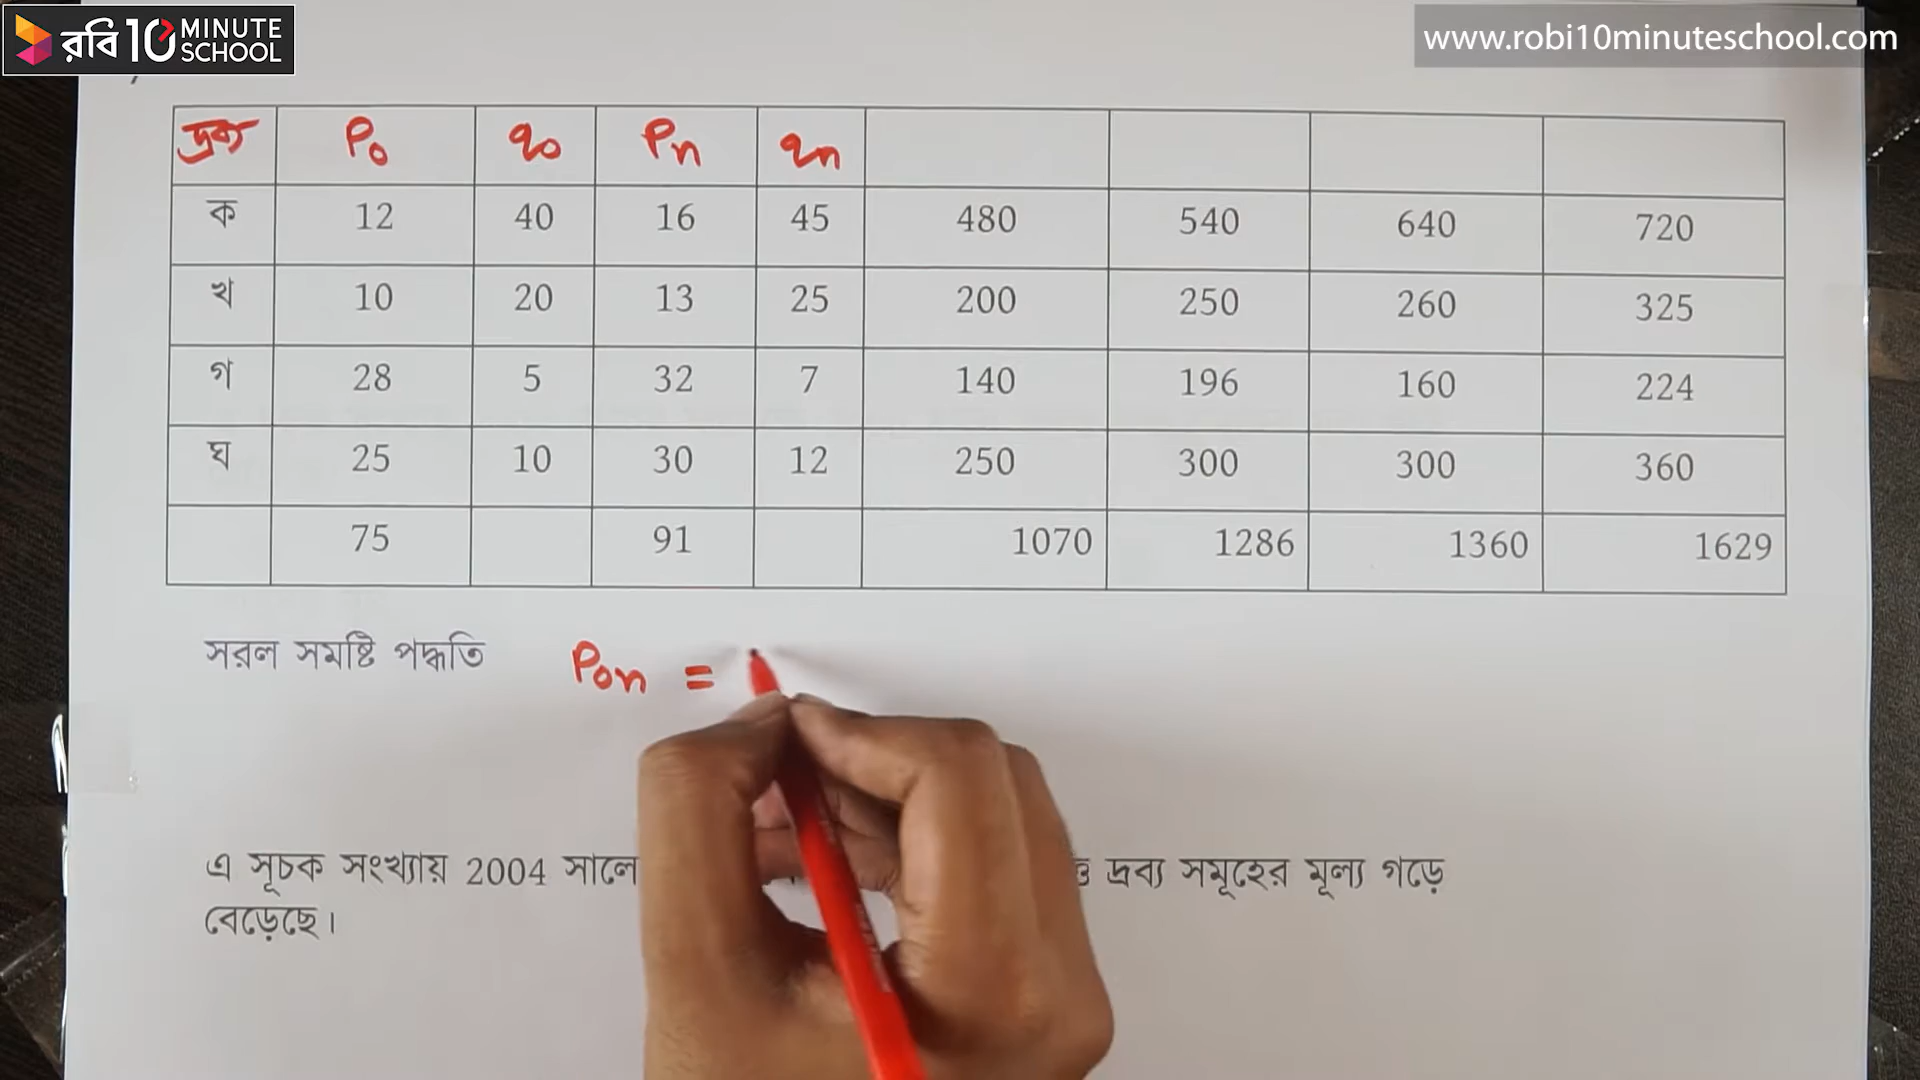 রবি 10 MINUTE SCHOOL
www.robi10minuteschool.com
দ্রব্য P₀ q₀ Pn qn
ক 12 40 16 45 480 540 640 720
খ 10 20 13 25 200 250 260 325
গ 28 5 32 7 140 196 160 224
ঘ 25 10 30 12 250 300 300 360
75 91 1070 1286 1360 1629
সরল সমষ্টি পদ্ধতি P₀n =
এ সূচক সংখ্যায় 2004 সালে দ্রব্য সমূহের মূল্য গড়ে
বেড়েছে।